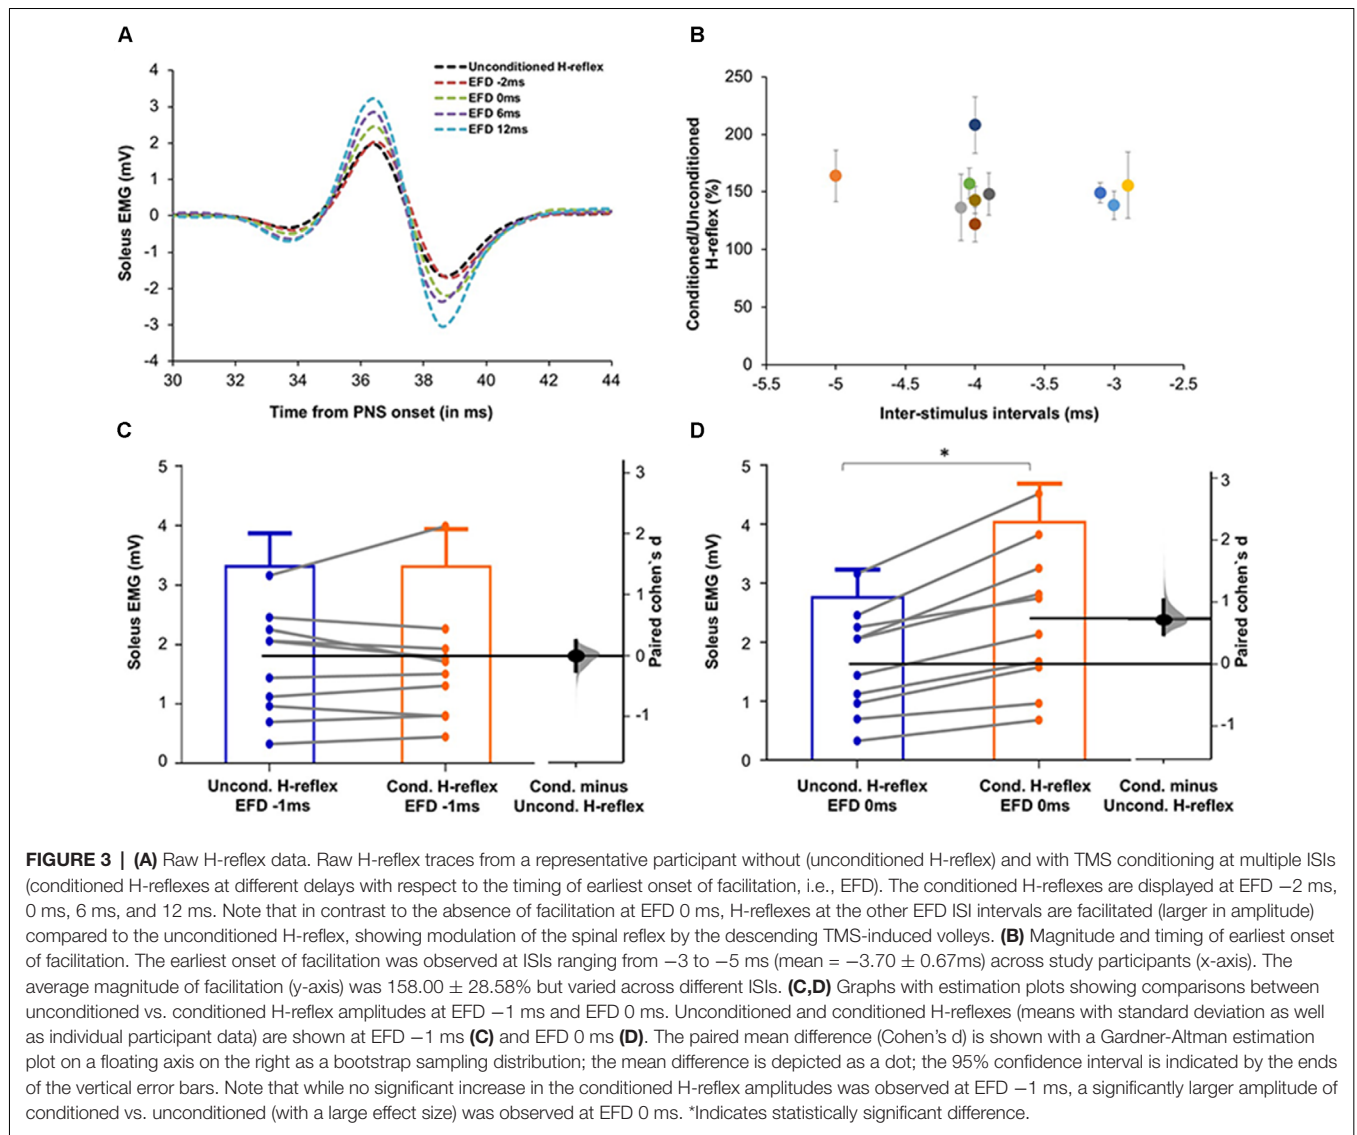 A
4
3
2
1
0
-1
-2
-3
-4
Soleus EMG (mV)
Unconditioned H-reflex
EFD -2ms
EFD 0ms
EFD 6ms
EFD 12ms
30 32 34 36 38 40 42 44
Time from PNS onset (in ms)
B
250
200
150
100
50
0
Conditioned/Unconditioned
H-reflex (%)
-5.5 -5 -4.5 -4 -3.5 -3 -2.5
Inter-stimulus intervals (ms)
C
5
4
3
2
1
0
Soleus EMG (mV)
3
2
1
0
-1
Paired cohen`s d
Uncond. H-reflex
EFD -1ms
Cond. H-reflex
EFD -1ms
Cond. minus
Uncond. H-reflex
D
*
5
4
3
2
1
0
Soleus EMG (mV)
3
2
1
0
-1
Paired cohen`s d
Uncond. H-reflex
EFD 0ms
Cond. H-reflex
EFD 0ms
Cond. minus
Uncond. H-reflex
FIGURE 3 | (A) Raw H-reflex data. Raw H-reflex traces from a representative participant without (unconditioned H-reflex) and with TMS conditioning at multiple ISIs
(conditioned H-reflexes at different delays with respect to the timing of earliest onset of facilitation, i.e., EFD). The conditioned H-reflexes are displayed at EFD −2 ms,
0 ms, 6 ms, and 12 ms. Note that in contrast to the absence of facilitation at EFD 0 ms, H-reflexes at the other EFD ISI intervals are facilitated (larger in amplitude)
compared to the unconditioned H-reflex, showing modulation of the spinal reflex by the descending TMS-induced volleys. (B) Magnitude and timing of earliest onset
of facilitation. The earliest onset of facilitation was observed at ISIs ranging from −3 to −5 ms (mean = −3.70 ± 0.67ms) across study participants (x-axis). The
average magnitude of facilitation (y-axis) was 158.00 ± 28.58% but varied across different ISIs. (C,D) Graphs with estimation plots showing comparisons between
unconditioned vs. conditioned H-reflex amplitudes at EFD −1 ms and EFD 0 ms. Unconditioned and conditioned H-reflexes (means with standard deviation as well
as individual participant data) are shown at EFD −1 ms (C) and EFD 0 ms (D). The paired mean difference (Cohen's d) is shown with a Gardner-Altman estimation
plot on a floating axis on the right as a bootstrap sampling distribution; the mean difference is depicted as a dot; the 95% confidence interval is indicated by the ends
of the vertical error bars. Note that while no significant increase in the conditioned H-reflex amplitudes was observed at EFD −1 ms, a significantly larger amplitude of
conditioned vs. unconditioned (with a large effect size) was observed at EFD 0 ms. *Indicates statistically significant difference.